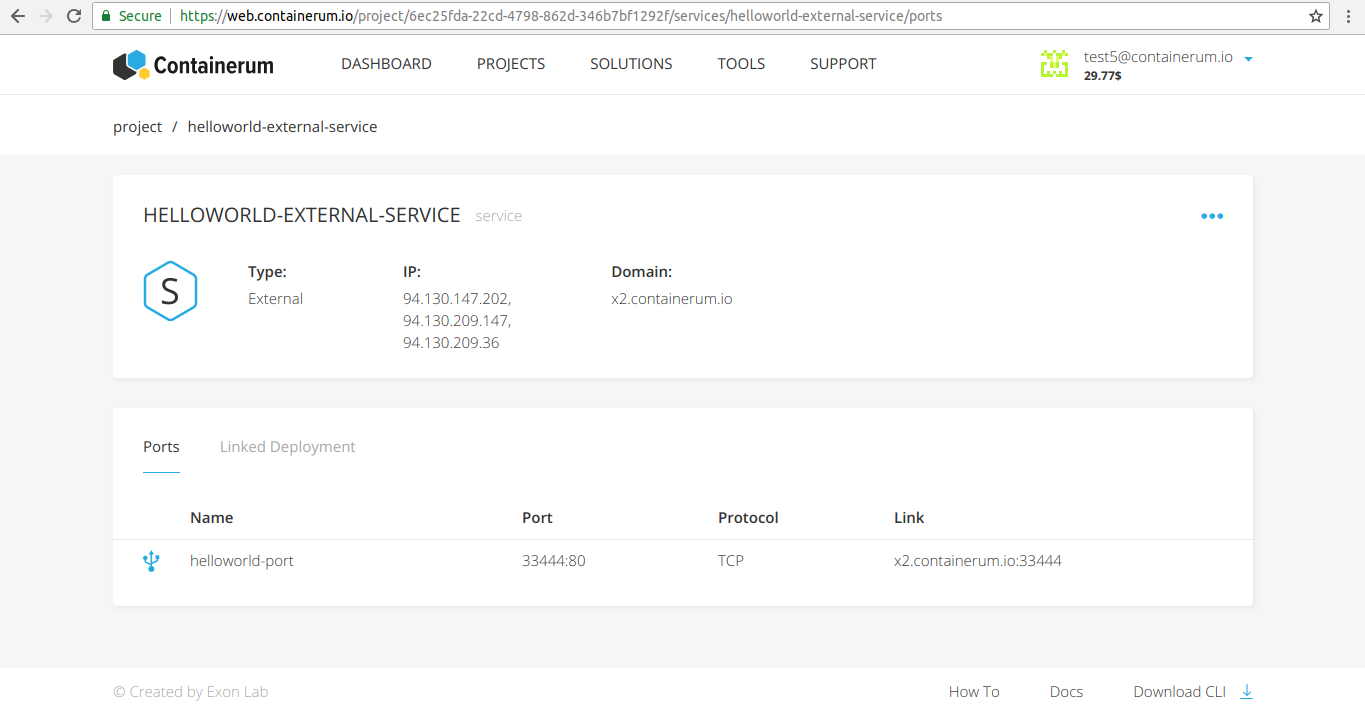 Secure https://web.containerum.io/project/6ec25fda-22cd-4798-862d-346b7bf1292f/services/helloworld-external-service/ports
Containerum DASHBOARD PROJECTS SOLUTIONS TOOLS SUPPORT test5@containerum.io
29.77$
project / helloworld-external-service
HELLOWORLD-EXTERNAL-SERVICE service
S
Type: IP: Domain:
External 94.130.147.202, x2.containerum.io
94.130.209.147,
94.130.209.36
Ports Linked Deployment
Name Port Protocol Link
helloworld-port 33444:80 TCP x2.containerum.io:33444
© Created by Exon Lab How To Docs Download CLI